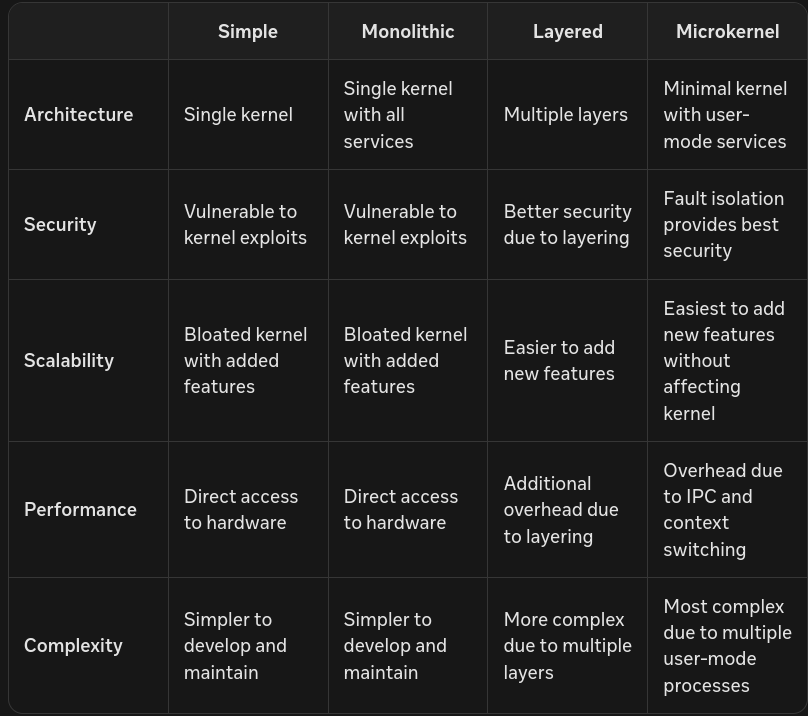 Simple
Monolithic
Layered
Microkernel
Architecture
Single kernel
Single kernel
with all
services
Multiple layers
Minimal kernel
with user-
mode services
Security
Vulnerable to
kernel exploits
Vulnerable to
kernel exploits
Better security
due to layering
Fault isolation
provides best
security
Scalability
Bloated kernel
with added
features
Bloated kernel
with added
features
Easier to add
new features
Easiest to add
new features
without
affecting
kernel
Performance
Direct access
to hardware
Direct access
to hardware
Additional
overhead due
to layering
Overhead due
to IPC and
context
switching
Complexity
Simpler to
develop and
maintain
Simpler to
develop and
maintain
More complex
due to multiple
layers
Most complex
due to multiple
user-mode
processes